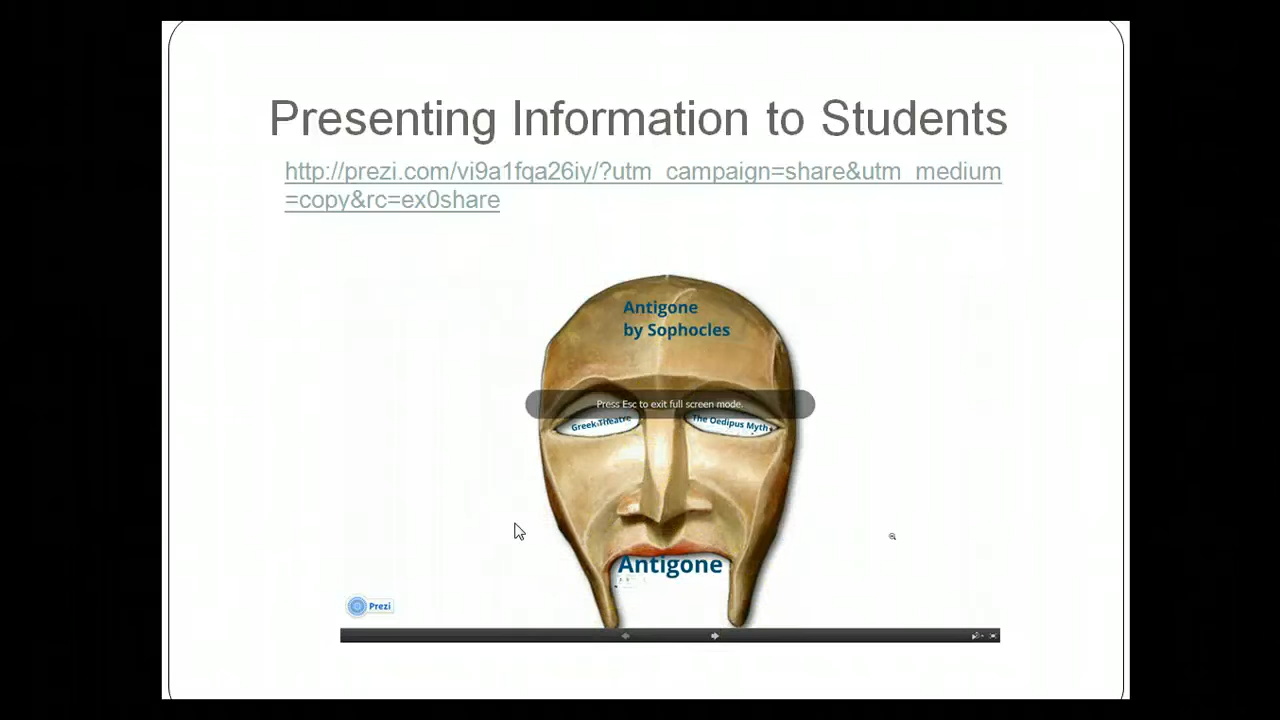 Presenting Information to Students
http://prezi.com/vi9a1fqa26iy/?utm_campaign=share&utm_medium
=copy&rc=ex0share
Antigone
by Sophocles
Press Esc to exit full screen mode.
Greek Theatre
The Oedipus Myth
Antigone
Prezi